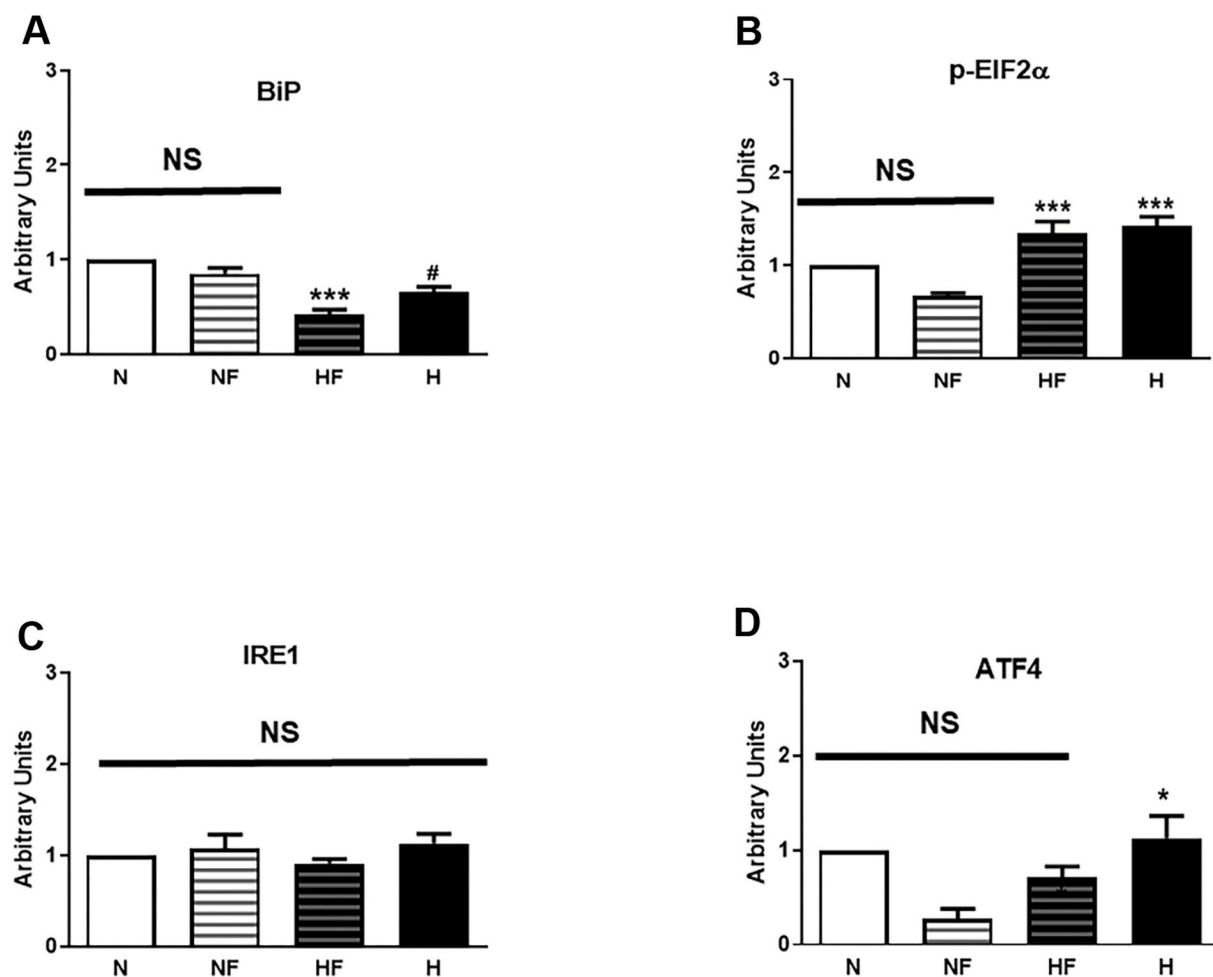 A
BiP
Arbitrary Units
3
2
1
0
NS
***
#
N NF HF H
B
p-EIF2α
Arbitrary Units
3
2
1
0
NS
***
***
N NF HF H
C
IRE1
Arbitrary Units
3
2
1
0
NS
N NF HF H
D
ATF4
Arbitrary Units
3
2
1
0
NS
*
N NF HF H